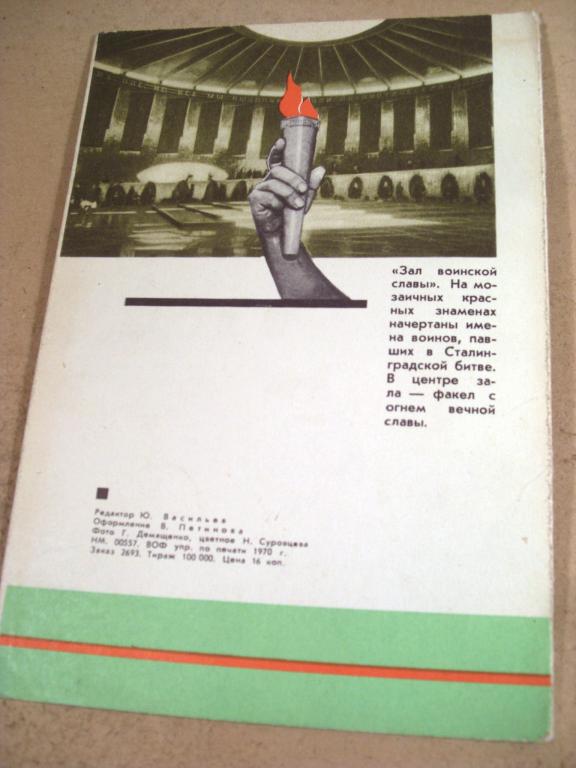 «Зал воинской
славы». На мо-
заичных крас-
ных знаменах
начертаны име-
на воинов, пав-
ших в Сталин-
градской битве.
В центре за-
ла — факел с
огнем вечной
славы.
Редактор Ю. Васильев
Оформление В. Петинова
Фото Г. Демященко, цветное Н. Суровцева
НМ. 00557. ВОФ упр. по печати 1970 г.
Заказ 2693. Тираж 100 000. Цена 16 коп.